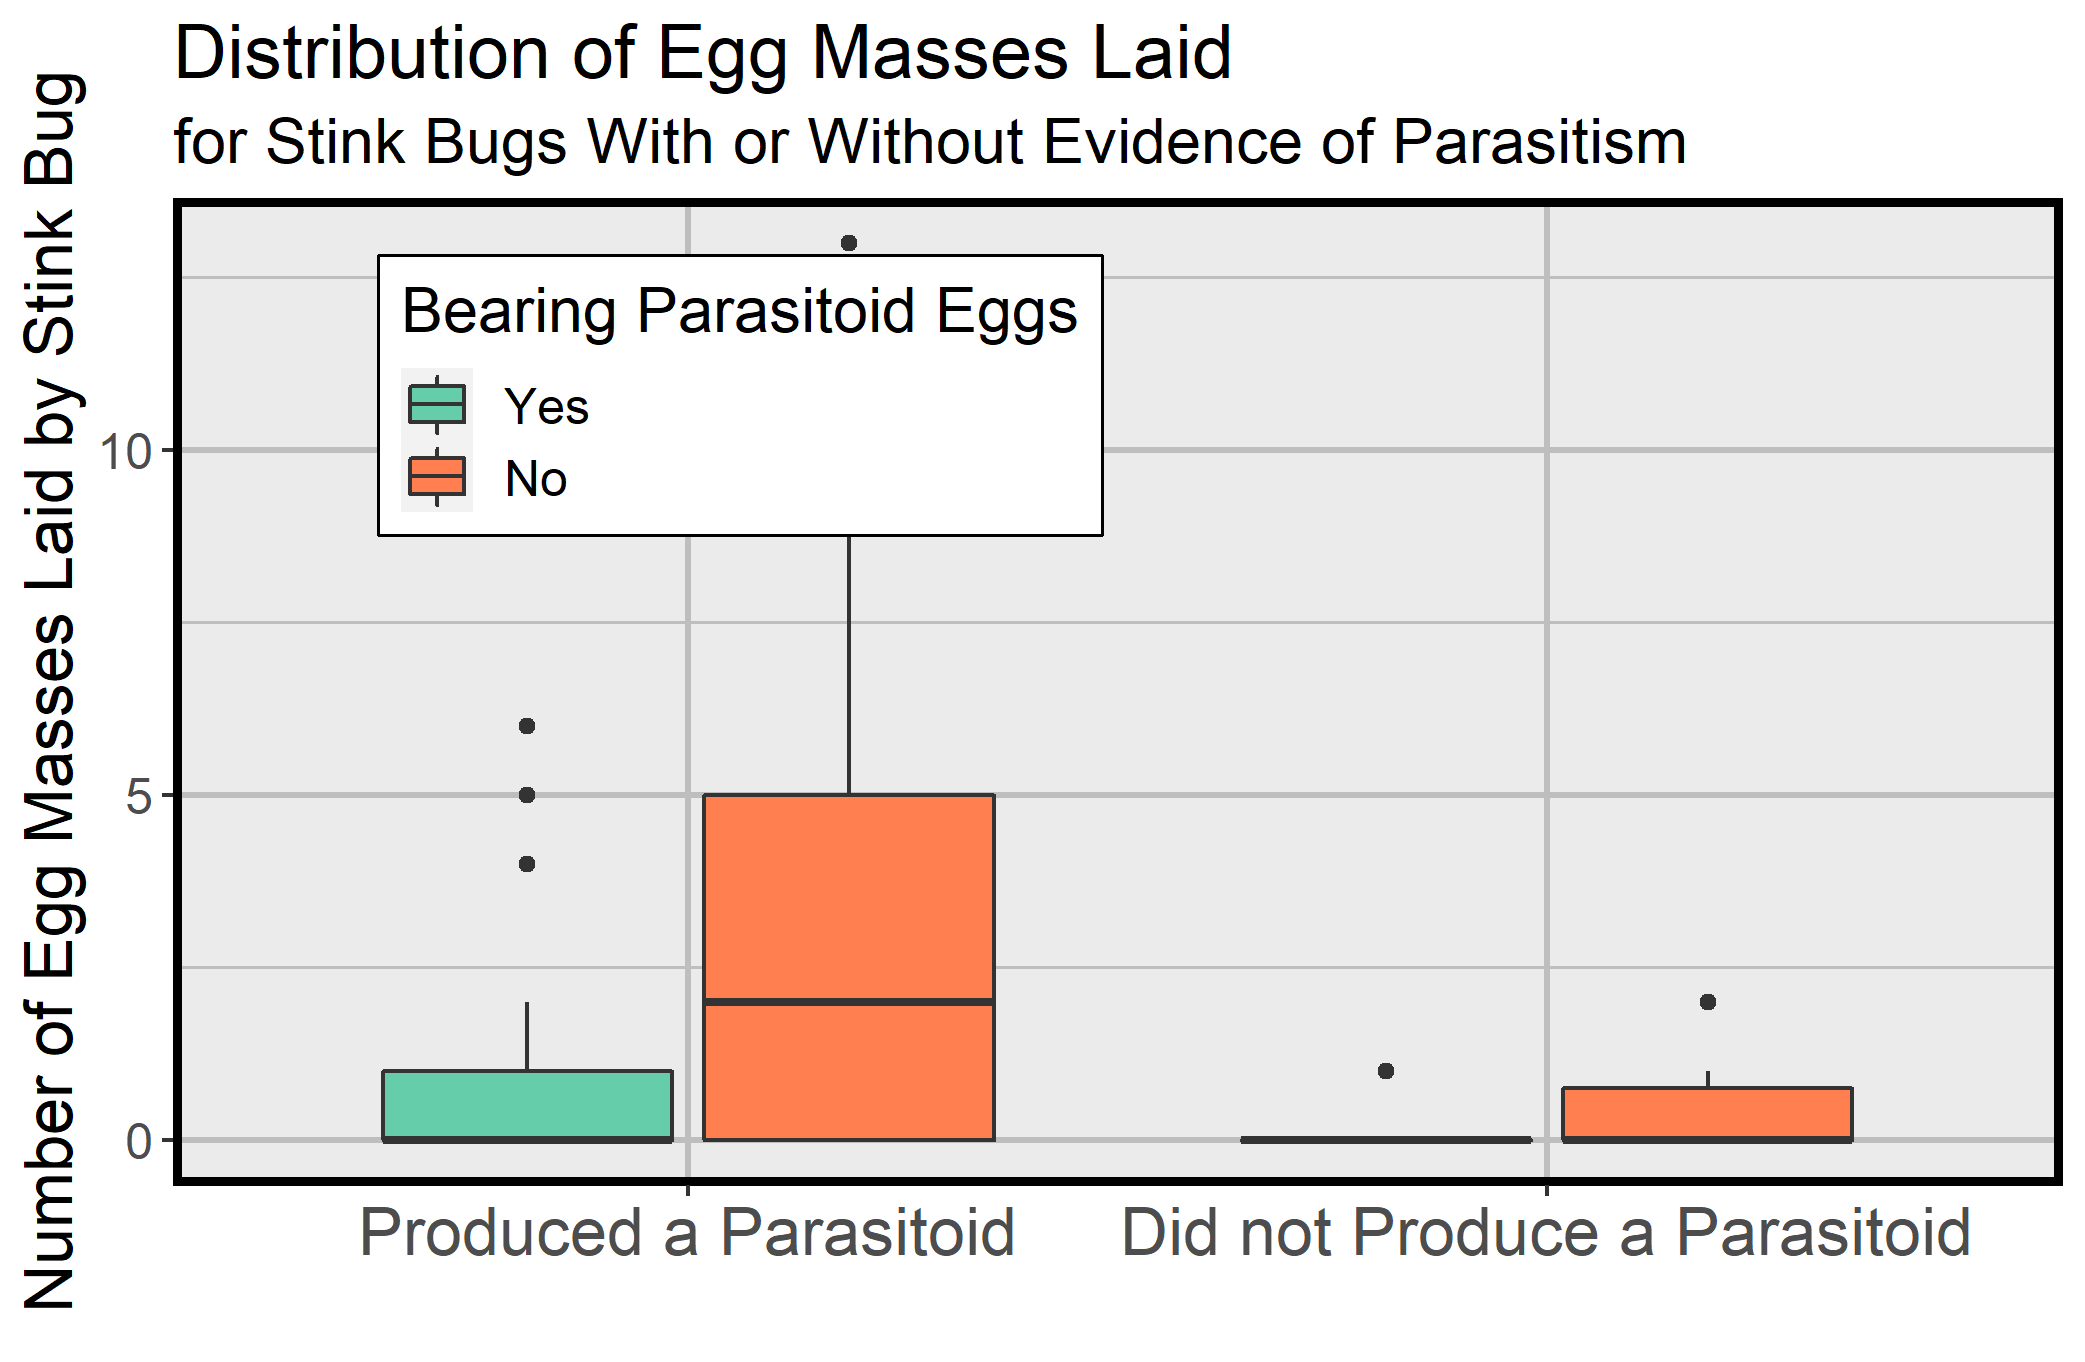 Distribution of Egg Masses Laid
for Stink Bugs With or Without Evidence of Parasitism
Number of Egg Masses Laid by Stink Bug
Bearing Parasitoid Eggs
Yes
No
10
5
0
Produced a Parasitoid
Did not Produce a Parasitoid